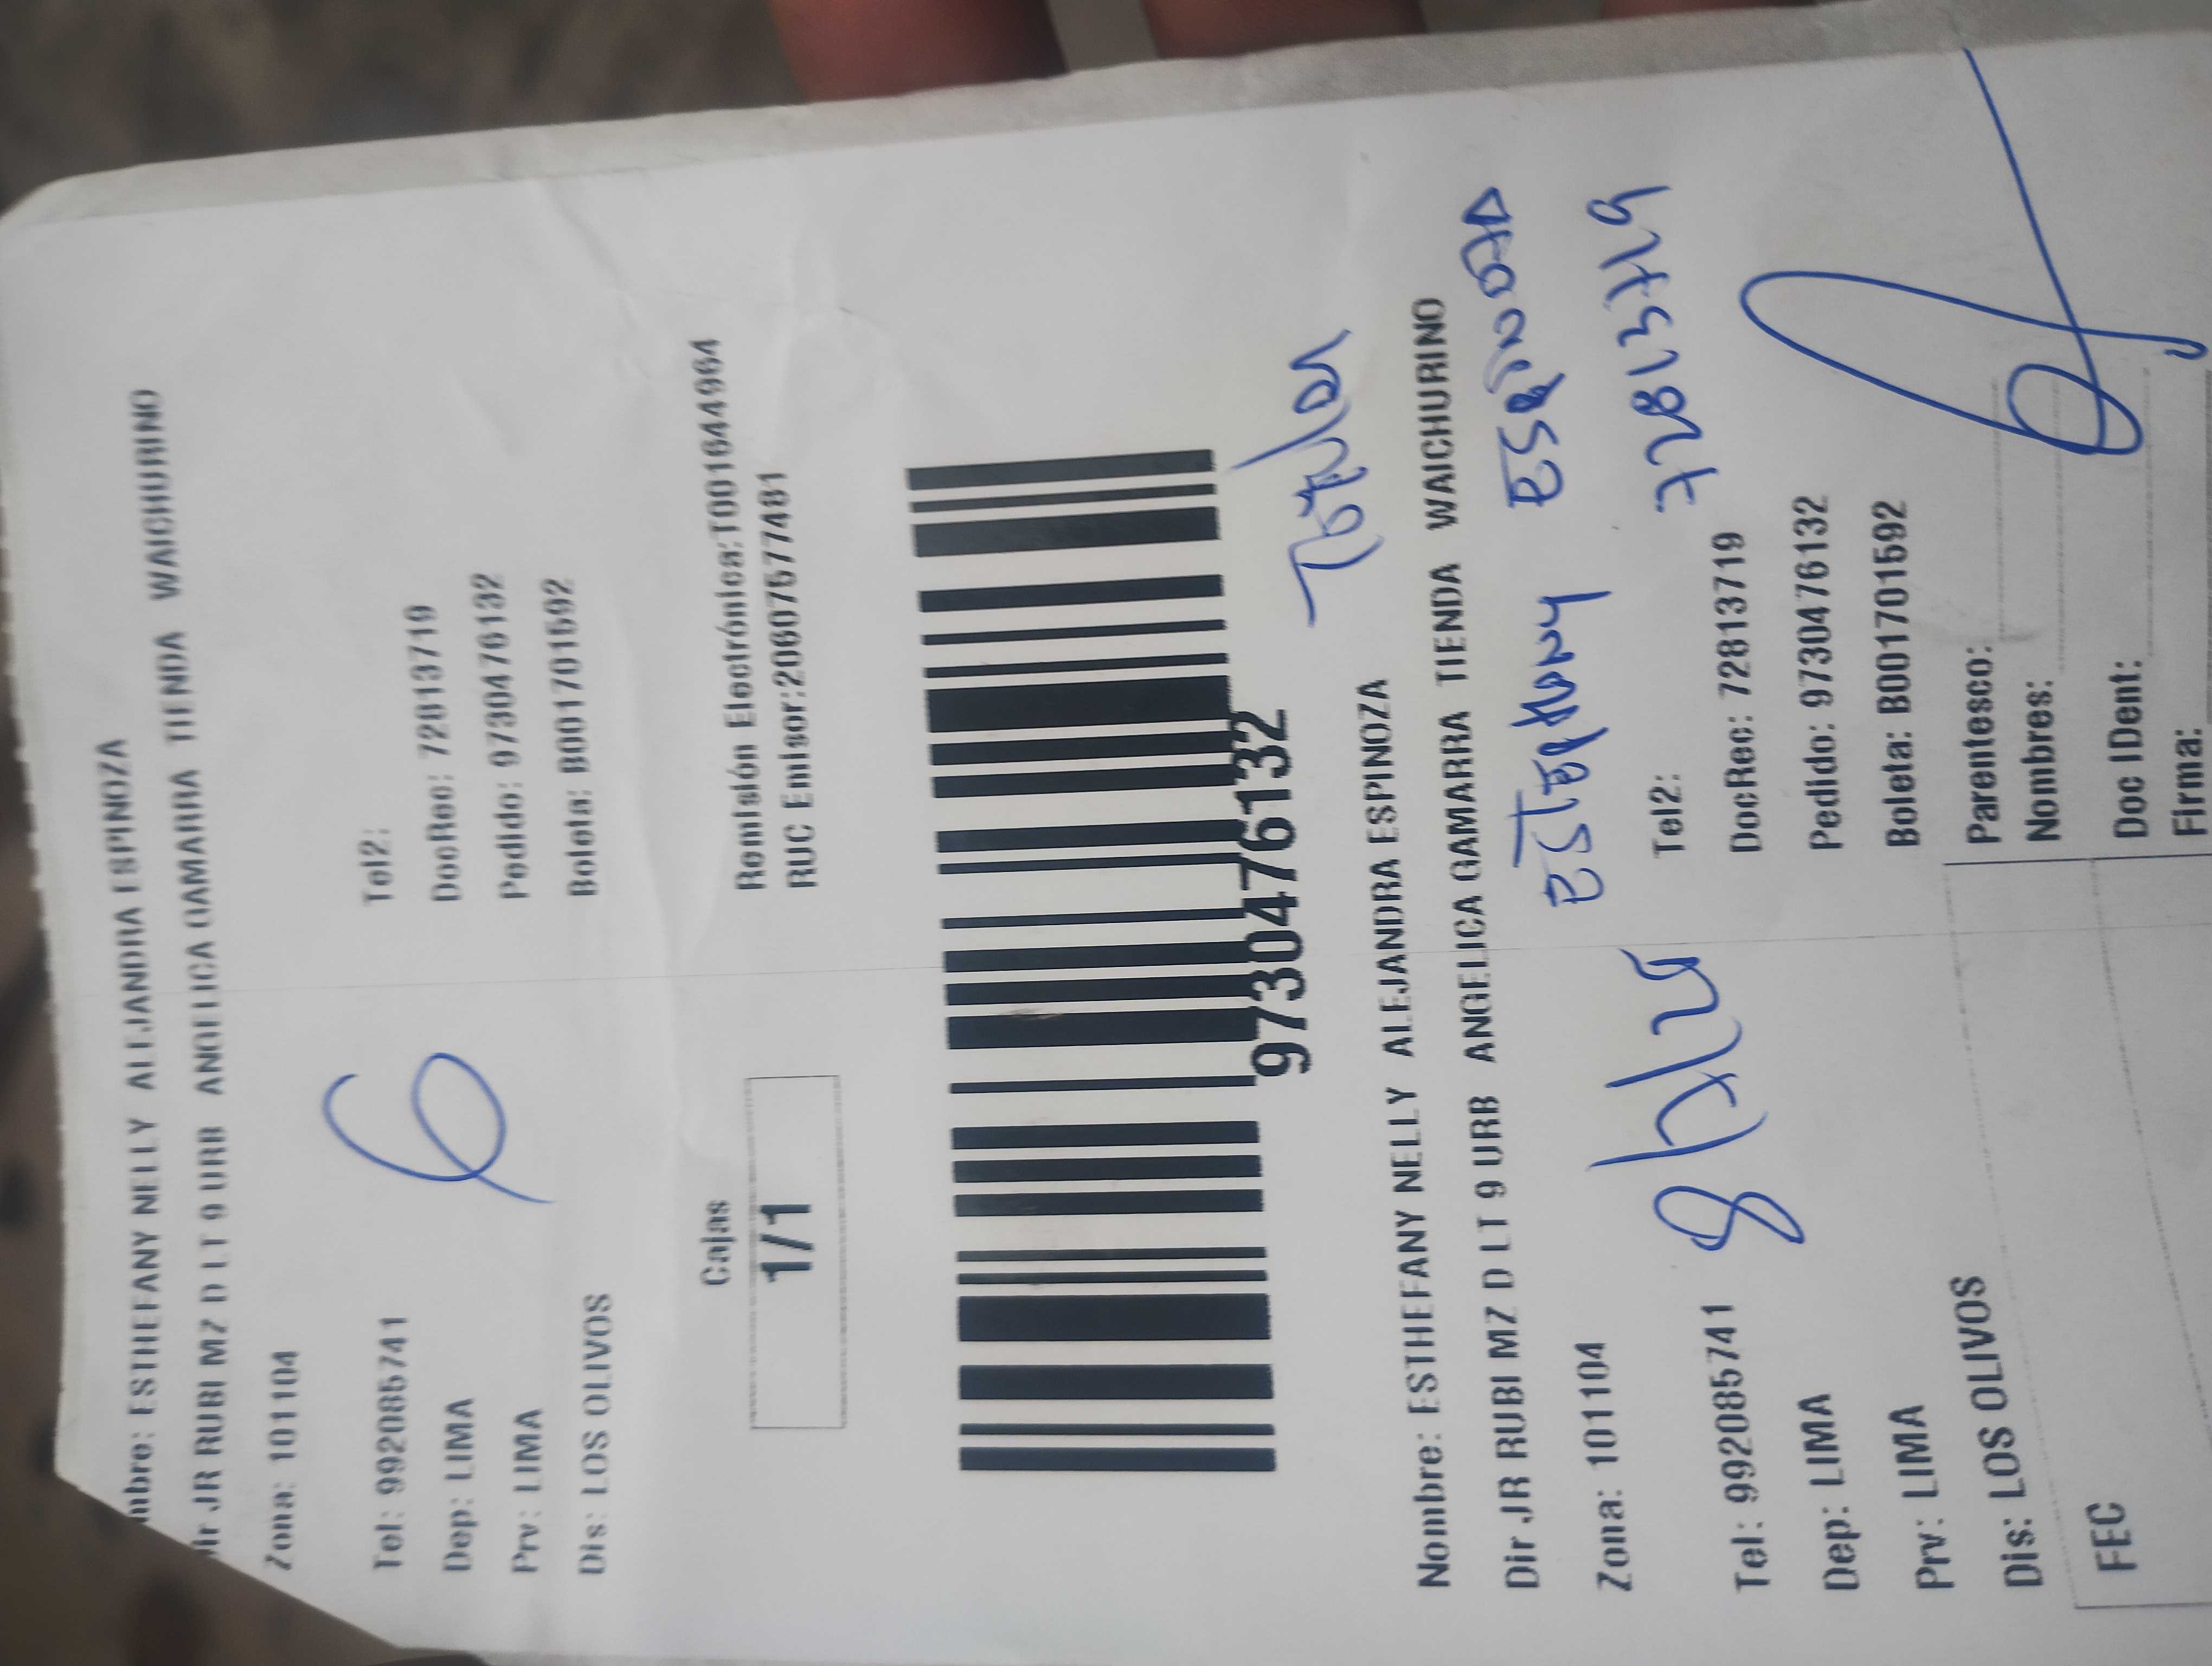 mbre: ESTHEFANY NELLY ALEJANDRA ESPINOZA
Dir JR RUBI MZ D LT 9 URB ANGELICA GAMARRA TIENDA WAICHURINO
Zona: 101104
Tel: 992085741 Tel2:
Dep: LIMA DocRec: 72813719
Prv: LIMA Pedido: 9730476132
Dis: LOS OLIVOS Boleta: B001701592
Cajas
1/1
Remisión Electrónica:T001644964
RUC Emisor:20607577481
9730476132
Titular
Nombre: ESTHEFANY NELLY ALEJANDRA ESPINOZA
Dir JR RUBI MZ D LT 9 URB ANGELICA GAMARRA TIENDA WAICHURINO
Zona: 101104
ESTEPHANY ESPINOZA
72813719
Tel: 992085741 Tel2:
Dep: LIMA DocRec: 72813719
Prv: LIMA Pedido: 9730476132
Dis: LOS OLIVOS Boleta: B001701592
FEC
Parentesco:
Nombres:
Doc IDent:
Firma: